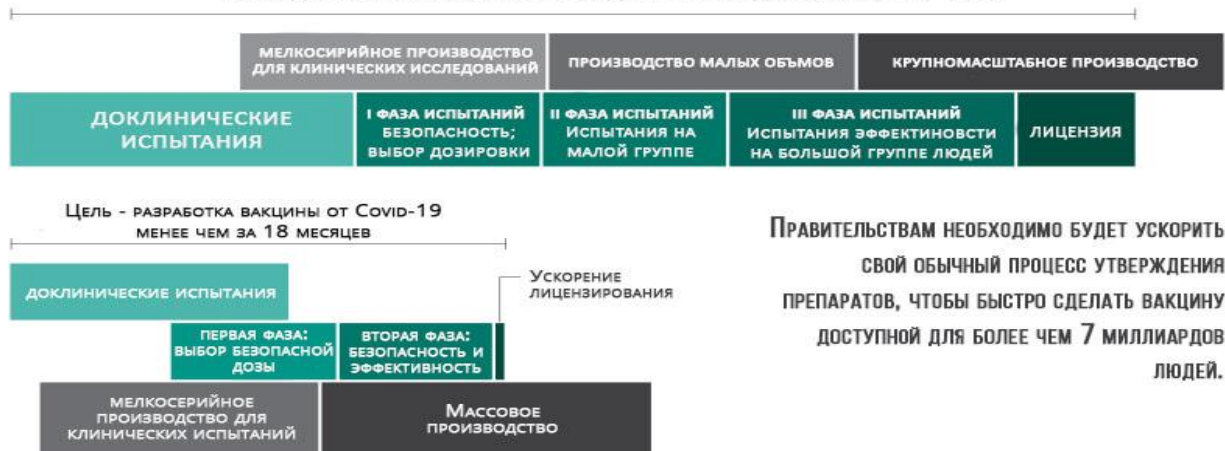 МЕЛКОСИРИЙНОЕ ПРОИЗВОДСТВО
ДЛЯ КЛИНИЧЕСКИХ ИССЛЕДОВАНИЙ
ПРОИЗВОДСТВО МАЛЫХ ОБЪМОВ
КРУПНОМАСШТАБНОЕ ПРОИЗВОДСТВО
ДОКЛИНИЧЕСКИЕ
ИСПЫТАНИЯ
I ФАЗА ИСПЫТАНИЙ
БЕЗОПАСНОСТЬ;
ВЫБОР ДОЗИРОВКИ
II ФАЗА ИСПЫТАНИЙ
ИСПЫТАНИЯ НА
МАЛОЙ ГРУППЕ
III ФАЗА ИСПЫТАНИЙ
ИСПЫТАНИЯ ЭФФЕКТИНОВСТИ
НА БОЛЬШОЙ ГРУППЕ ЛЮДЕЙ
ЛИЦЕНЗИЯ
ЦЕЛЬ - РАЗРАБОТКА ВАКЦИНЫ ОТ COVID-19
МЕНЕЕ ЧЕМ ЗА 18 МЕСЯЦЕВ
ДОКЛИНИЧЕСКИЕ ИСПЫТАНИЯ
УСКОРЕНИЕ
ЛИЦЕНЗИРОВАНИЯ
ПЕРВАЯ ФАЗА:
ВЫБОР БЕЗОПАСНОЙ
ДОЗЫ
ВТОРАЯ ФАЗА:
БЕЗОПАСНОСТЬ И
ЭФФЕКТИВНОСТЬ
МЕЛКОСЕРИЙНОЕ
ПРОИЗВОДСТВО ДЛЯ
КЛИНИЧЕСКИХ ИСПЫТАНИЙ
МАССОВОЕ
ПРОИЗВОДСТВО
ПРАВИТЕЛЬСТВАМ НЕОБХОДИМО БУДЕТ УСКОРИТЬ
СВОЙ ОБЫЧНЫЙ ПРОЦЕСС УТВЕРЖДЕНИЯ
ПРЕПАРАТОВ, ЧТОБЫ БЫСТРО СДЕЛАТЬ ВАКЦИНУ
ДОСТУПНОЙ ДЛЯ БОЛЕЕ ЧЕМ 7 МИЛЛИАРДОВ
ЛЮДЕЙ.